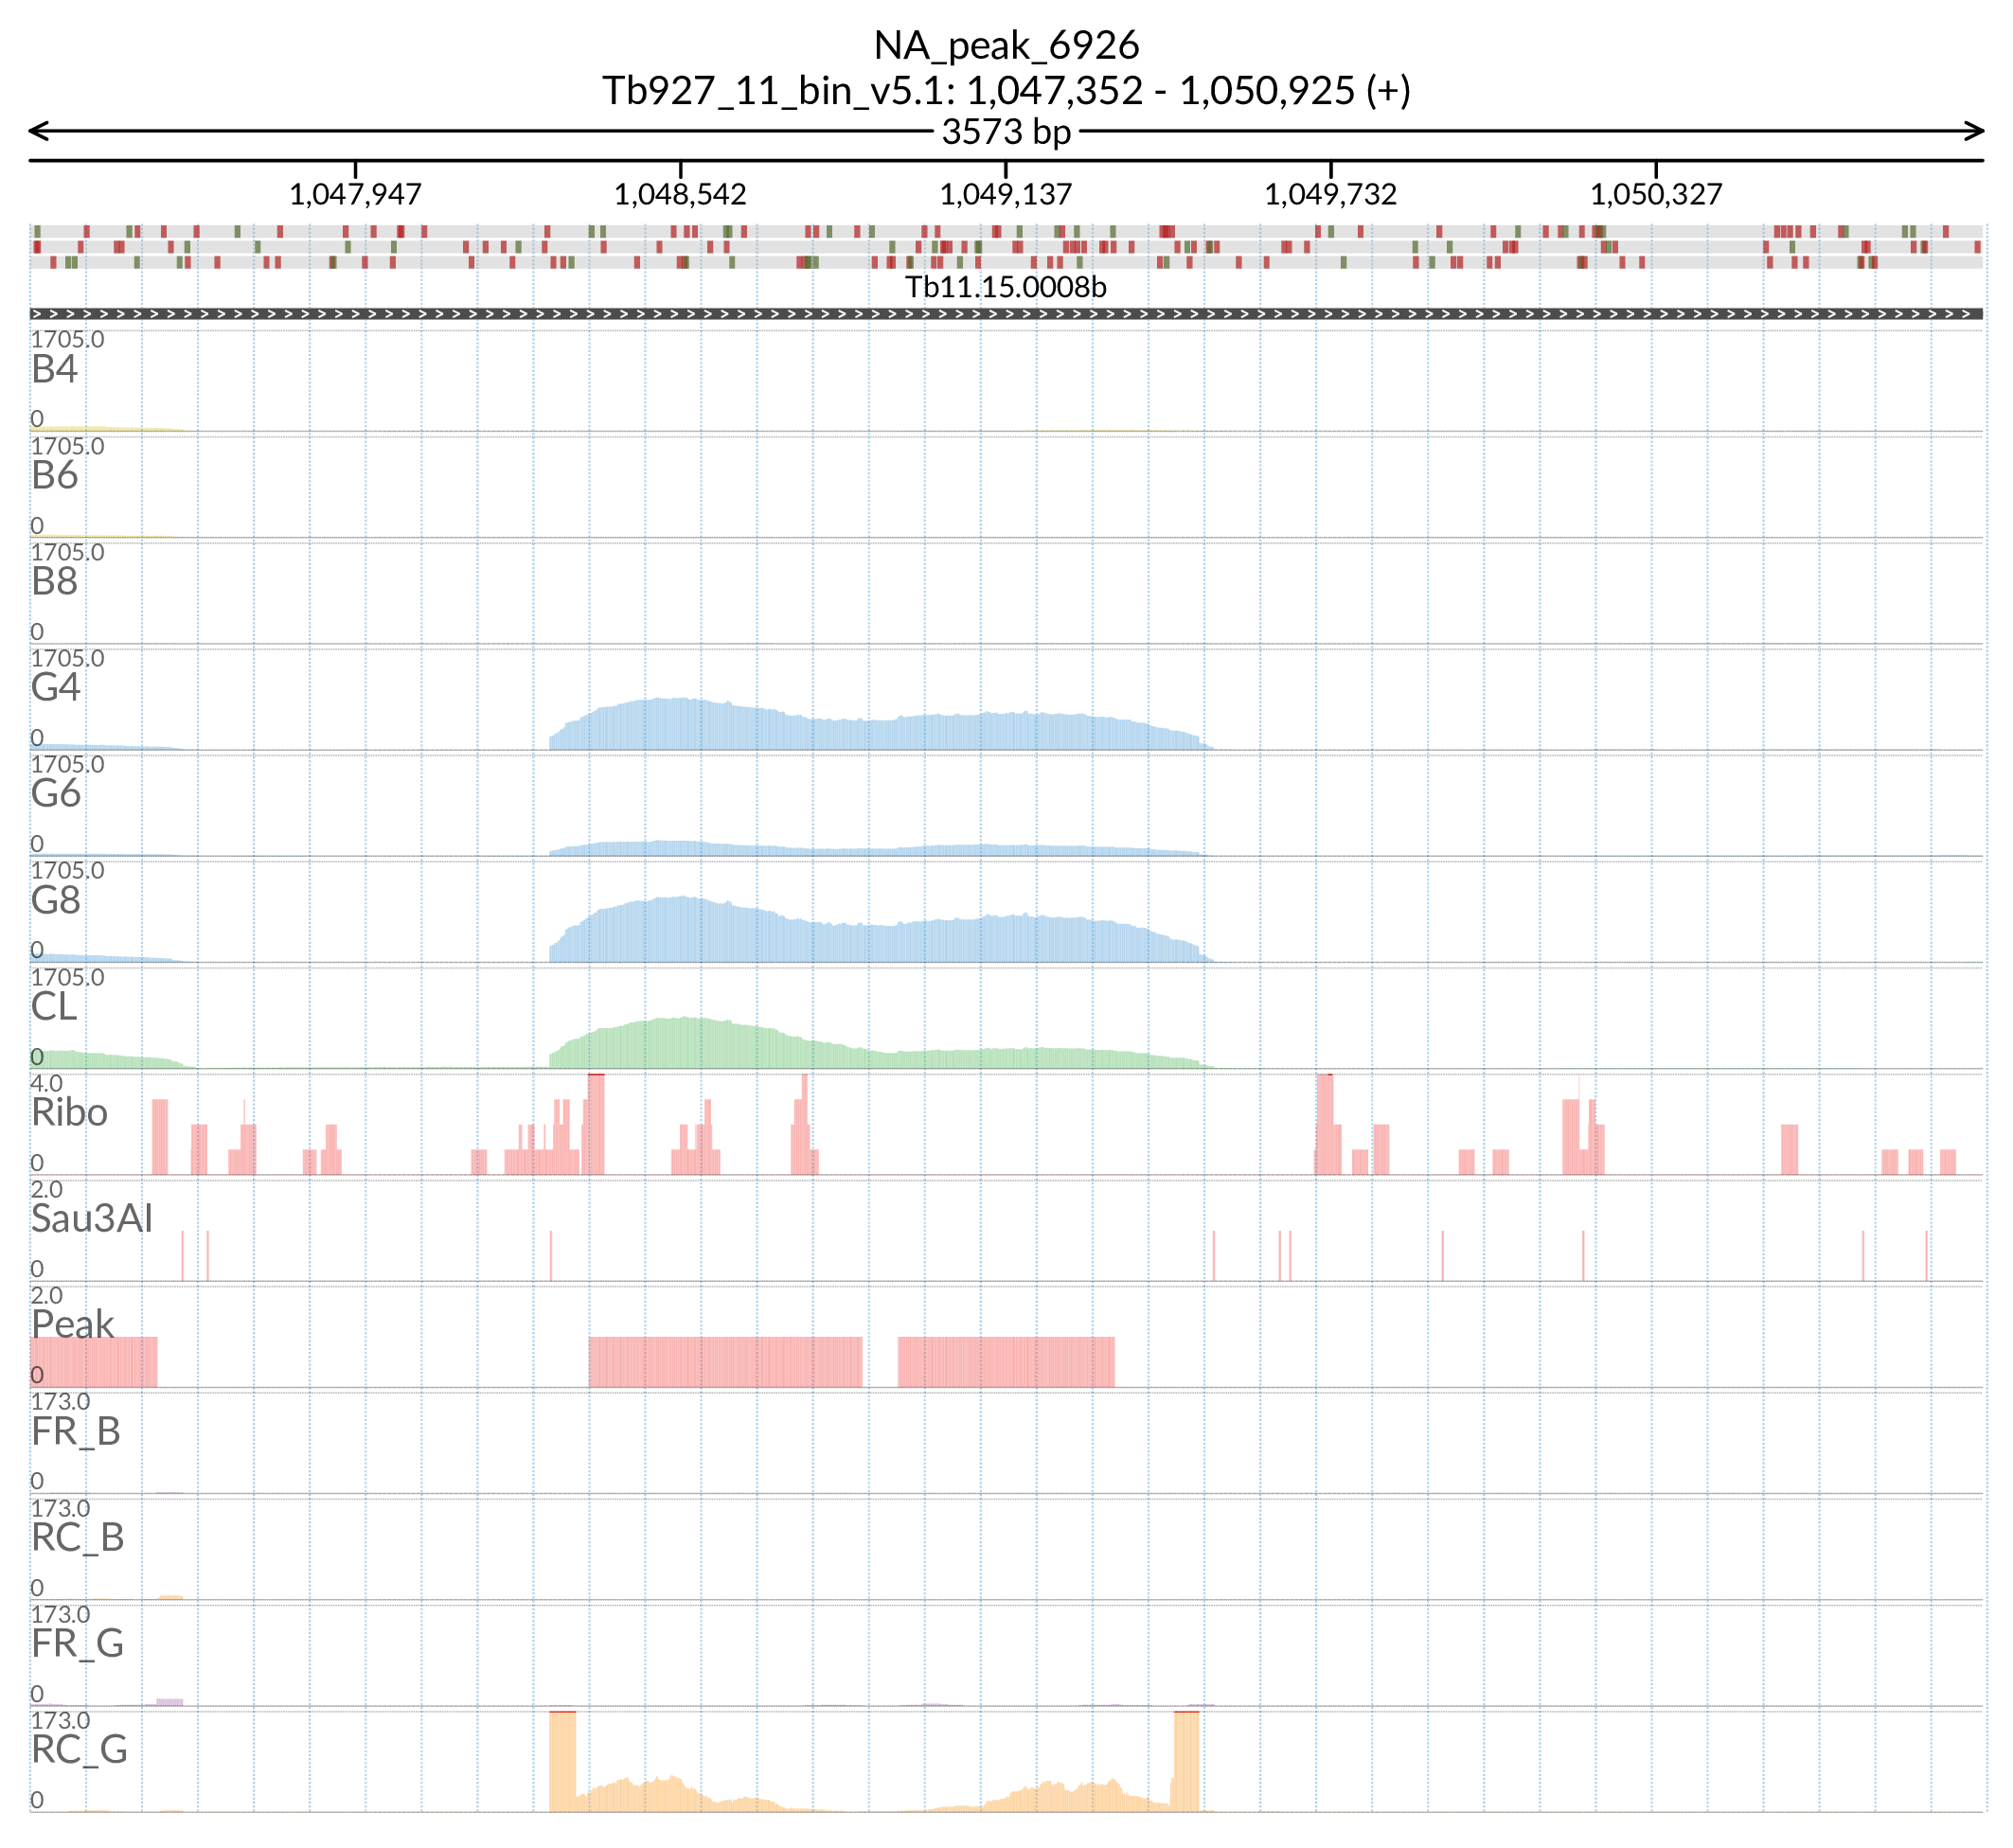 NA_peak_6926
Tb927_11_bin_v5.1: 1,047,352 - 1,050,925 (+)
3573 bp
1,047,947 1,048,542 1,049,137 1,049,732 1,050,327
Tb11.15.0008b
1705.0
B4
0
1705.0
B6
0
1705.0
B8
0
1705.0
G4
0
1705.0
G6
0
1705.0
G8
0
1705.0
CL
0
4.0
Ribo
0
2.0
Sau3AI
0
2.0
Peak
0
173.0
FR_B
0
173.0
RC_B
0
173.0
FR_G
0
173.0
RC_G
0